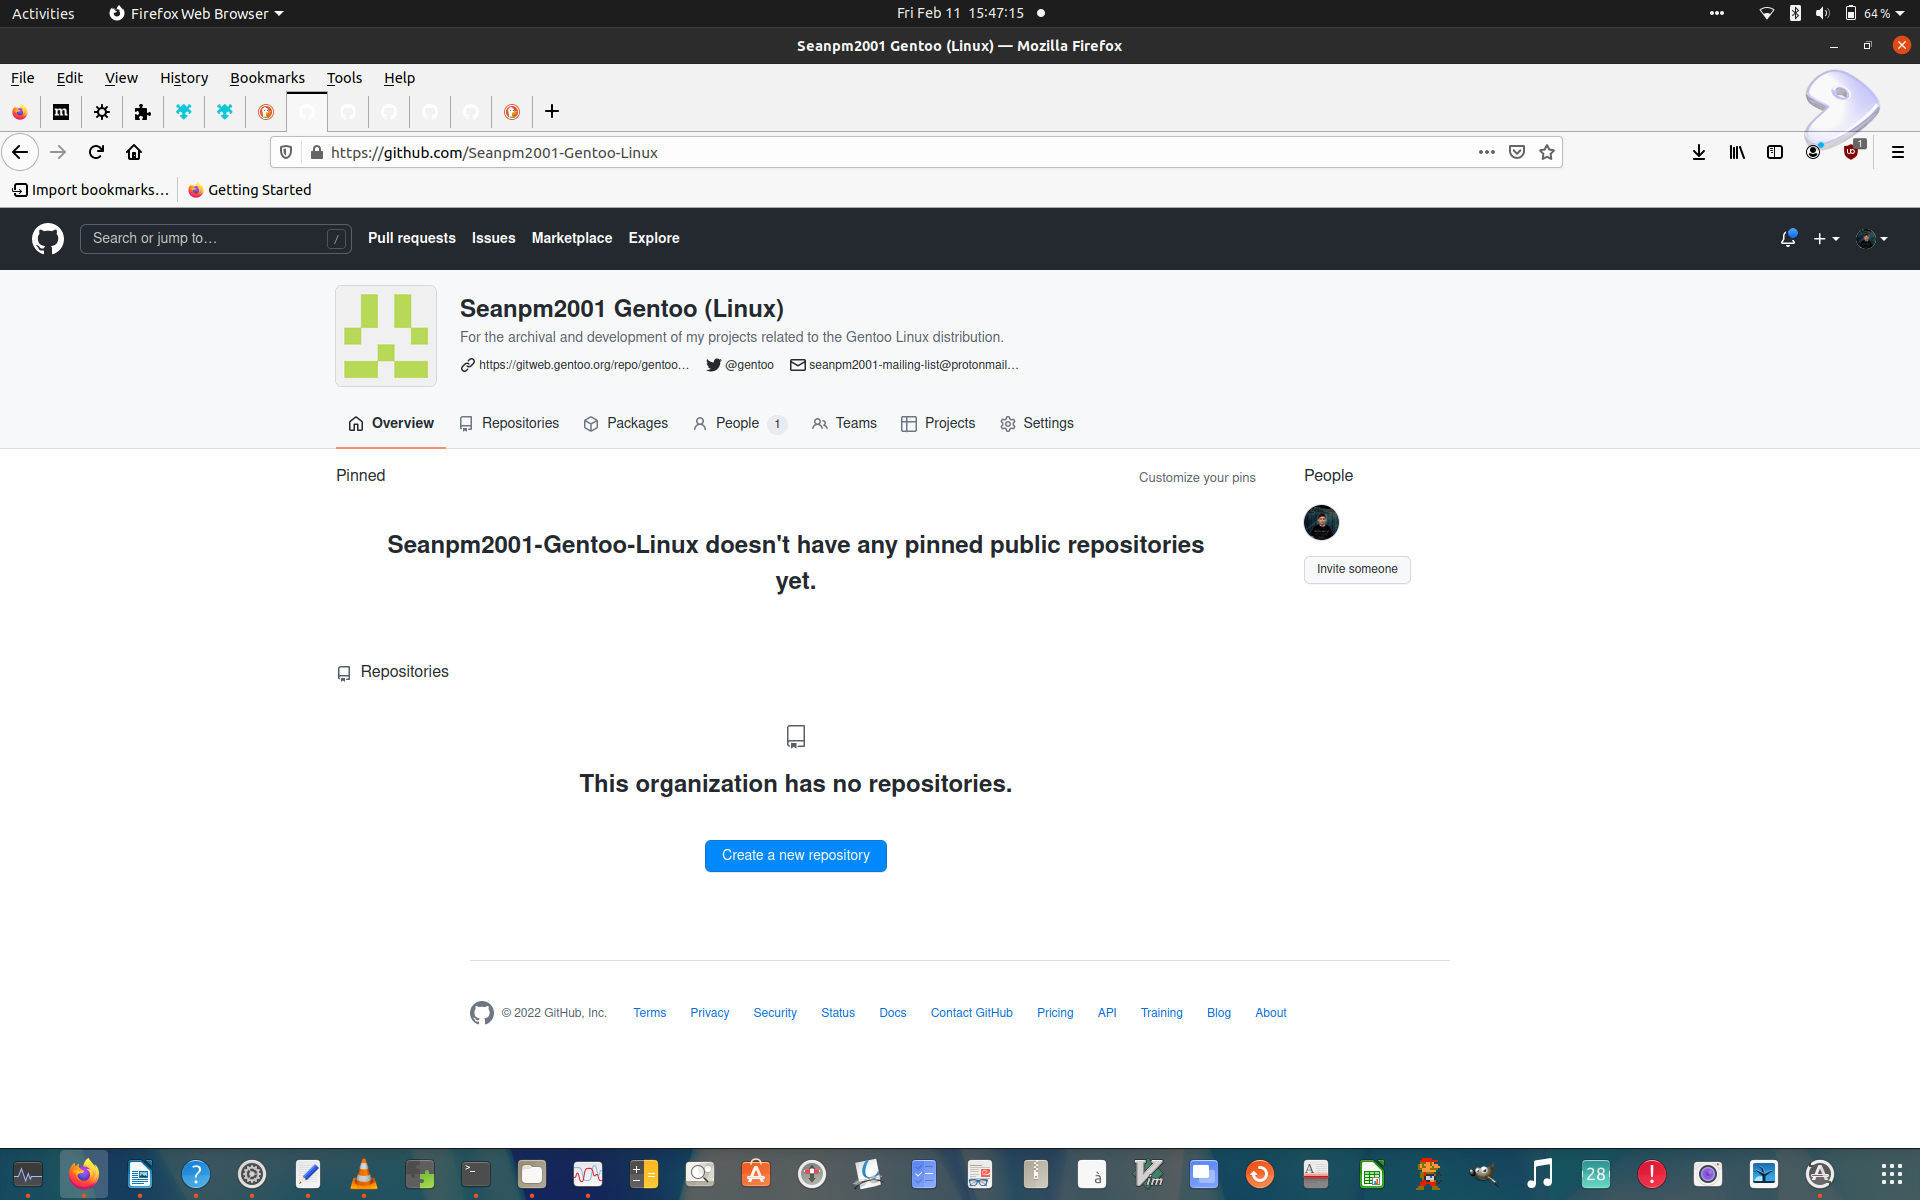 Activities
Firefox Web Browser
Fri Feb 11 15:47:15
64 %
Seanpm2001 Gentoo (Linux) — Mozilla Firefox
File Edit View History Bookmarks Tools Help
m
https://github.com/Seanpm2001-Gentoo-Linux
1
Import bookmarks…
Getting Started
Search or jump to…
/
Pull requests Issues Marketplace Explore
Seanpm2001 Gentoo (Linux)
For the archival and development of my projects related to the Gentoo Linux distribution.
https://gitweb.gentoo.org/repo/gentoo…
@gentoo
seanpm2001-mailing-list@protonmail…
Overview
Repositories
Packages
People 1
Teams
Projects
Settings
Pinned
Customize your pins
People
Seanpm2001-Gentoo-Linux doesn't have any pinned public repositories
yet.
Invite someone
Repositories
This organization has no repositories.
Create a new repository
© 2022 GitHub, Inc. Terms Privacy Security Status Docs Contact GitHub Pricing API Training Blog About
?
>_
à
Vim
A
28
!